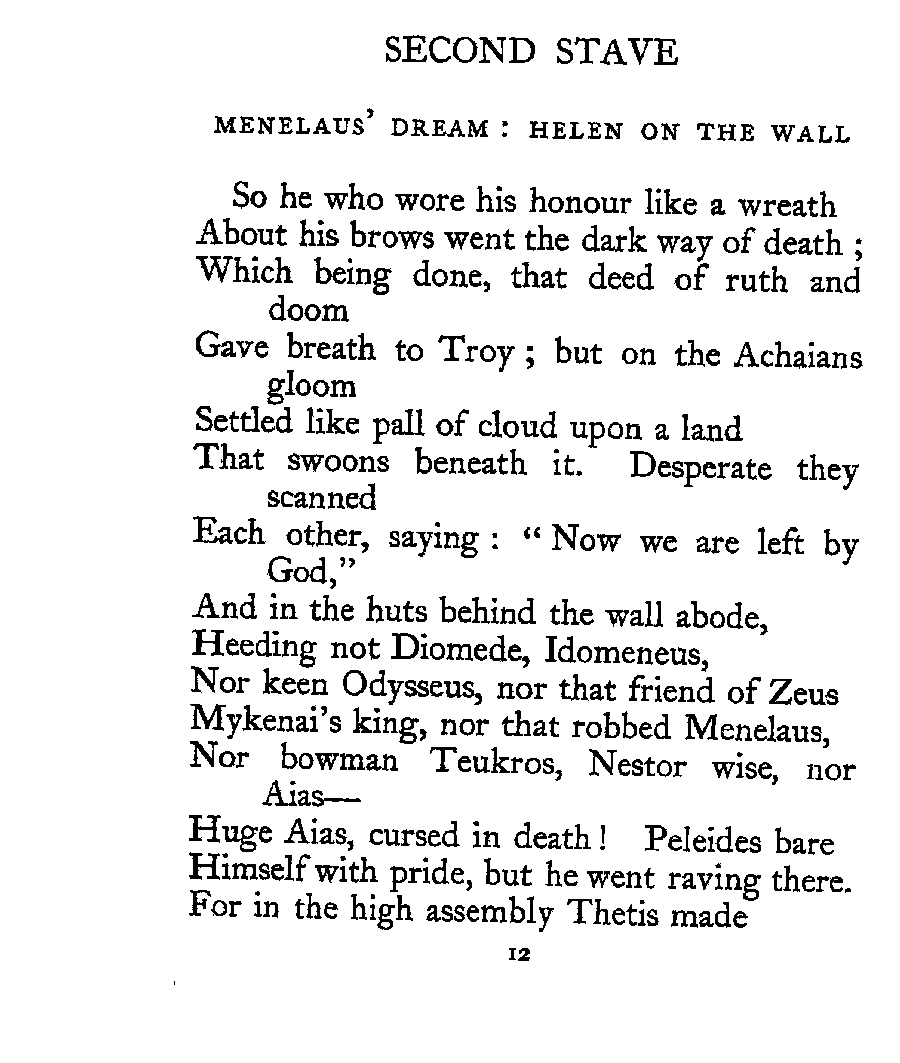 SECOND STAVE
MENELAUS' DREAM : HELEN ON THE WALL
So he who wore his honour like a wreath
About his brows went the dark way of death ;
Which being done, that deed of ruth and
doom
Gave breath to Troy ; but on the Achaians
gloom
Settled like pall of cloud upon a land
That swoons beneath it. Desperate they
scanned
Each other, saying : “ Now we are left by
God,”
And in the huts behind the wall abode,
Heeding not Diomede, Idomeneus,
Nor keen Odysseus, nor that friend of Zeus
Mykenai's king, nor that robbed Menelaus,
Nor bowman Teukros, Nestor wise, nor
Aias—
Huge Aias, cursed in death ! Peleides bare
Himself with pride, but he went raving there.
For in the high assembly Thetis made
12